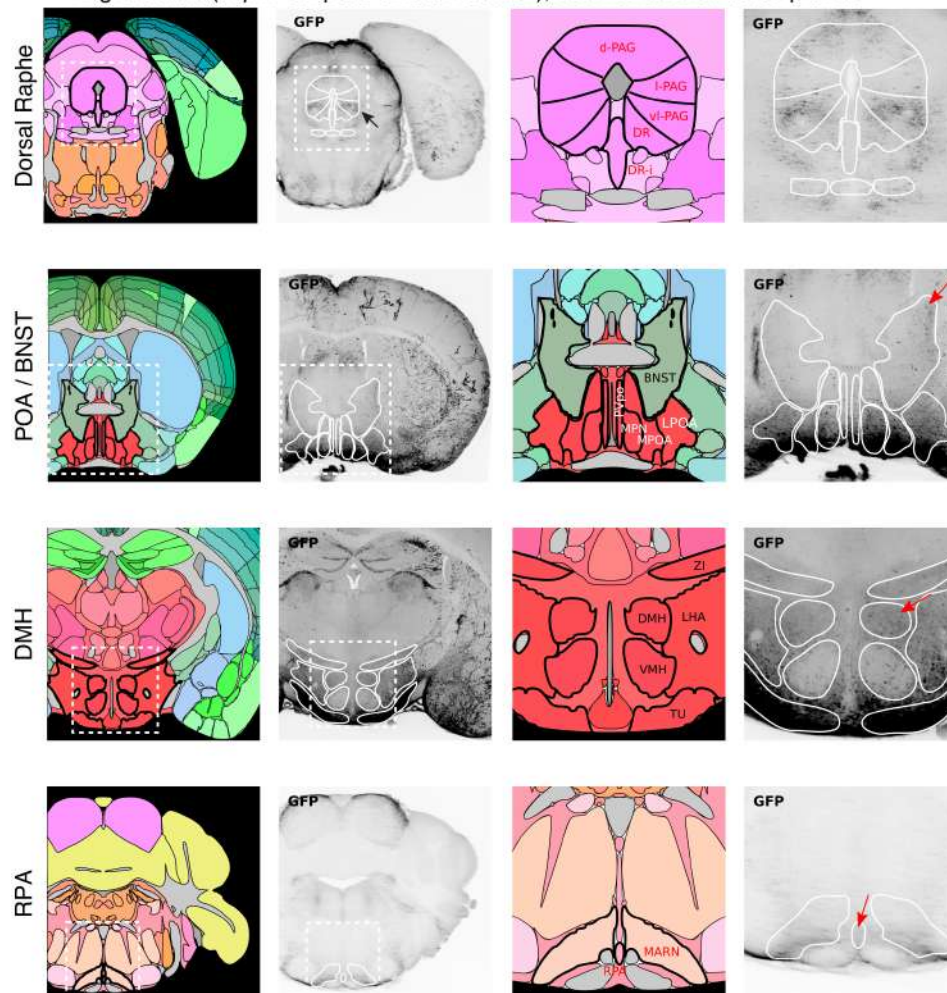 Dorsal Raphe
GFP
d-PAG
l-PAG
vl-PAG
DR
DR-i
POA / BNST
GFP
BNST
PVpo
MPN
LPOA
MPOA
GFP
DMH
GFP
ZI
DMH
LHA
VMH
TU
GFP
RPA
GFP
MARN
RPA
GFP